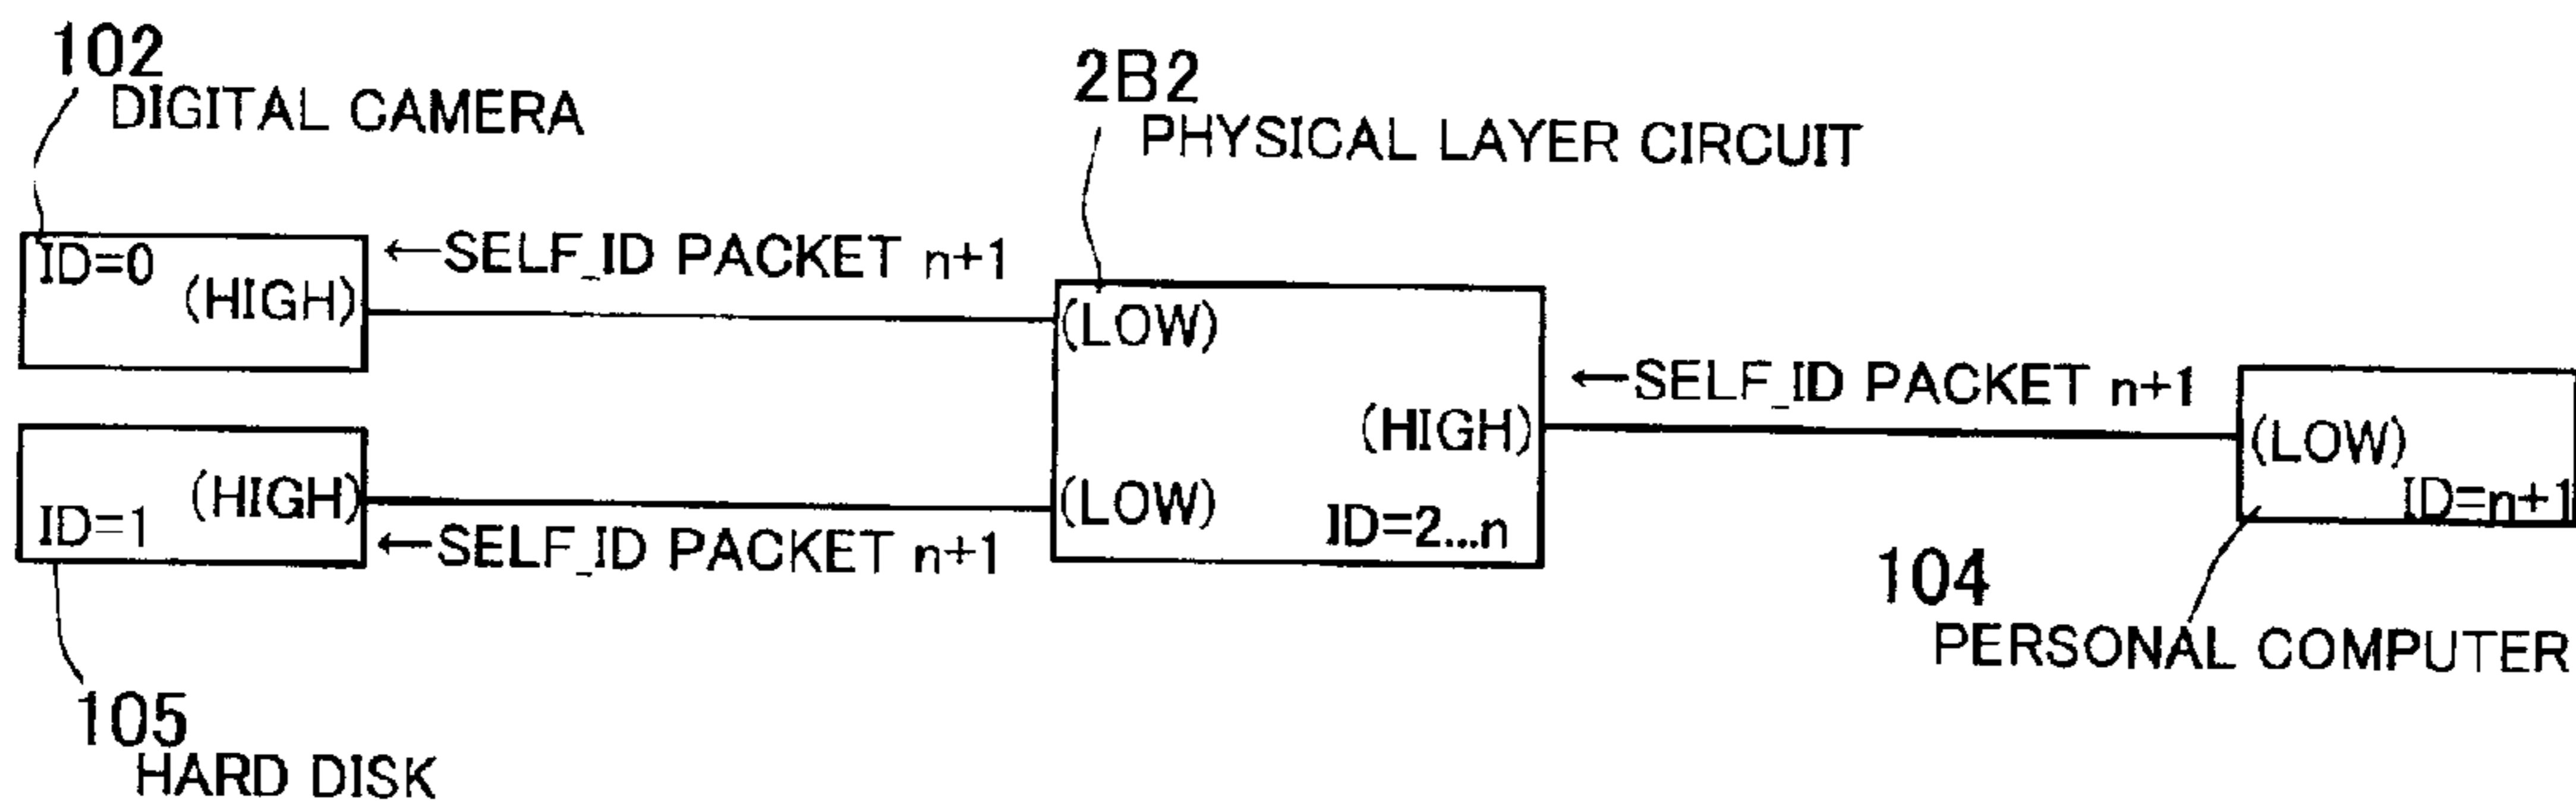 102
DIGITAL CAMERA
2B2
PHYSICAL LAYER CIRCUIT
ID=0
(HIGH)
←SELF_ID PACKET n+1
(LOW)
←SELF_ID PACKET n+1
(HIGH)
(LOW)
ID=n+1
(HIGH)
ID=1
(LOW)
ID=2...n
←SELF_ID PACKET n+1
104
PERSONAL COMPUTER
105
HARD DISK